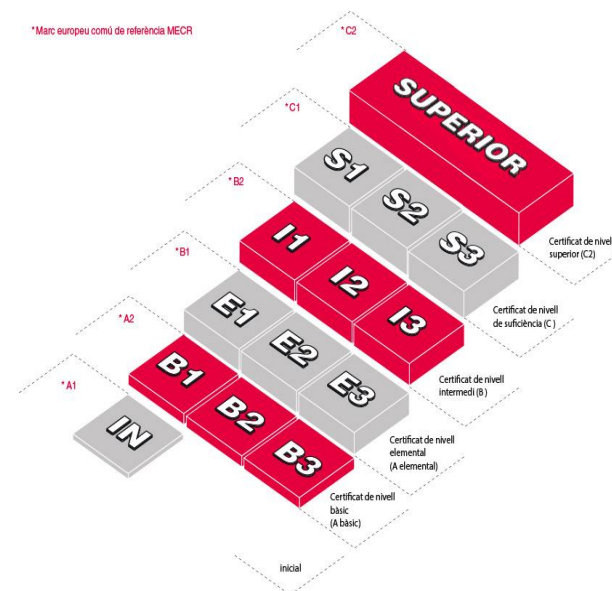 *Marc europeu comú de referència MECR
*C2
SUPERIOR
*C1
S1
S2
S3
Certificat de nivel
superior (C2)
*B2
I1
I2
I3
Certificat de nivell
de suficiència (C )
*B1
E1
E2
E3
Certificat de nivell
intermedi (B )
*A2
B1
B2
B3
Certificat de nivell
elemental
(A elemental)
*A1
IN
Certificat de nivell
bàsic
(A bàsic)
inicial